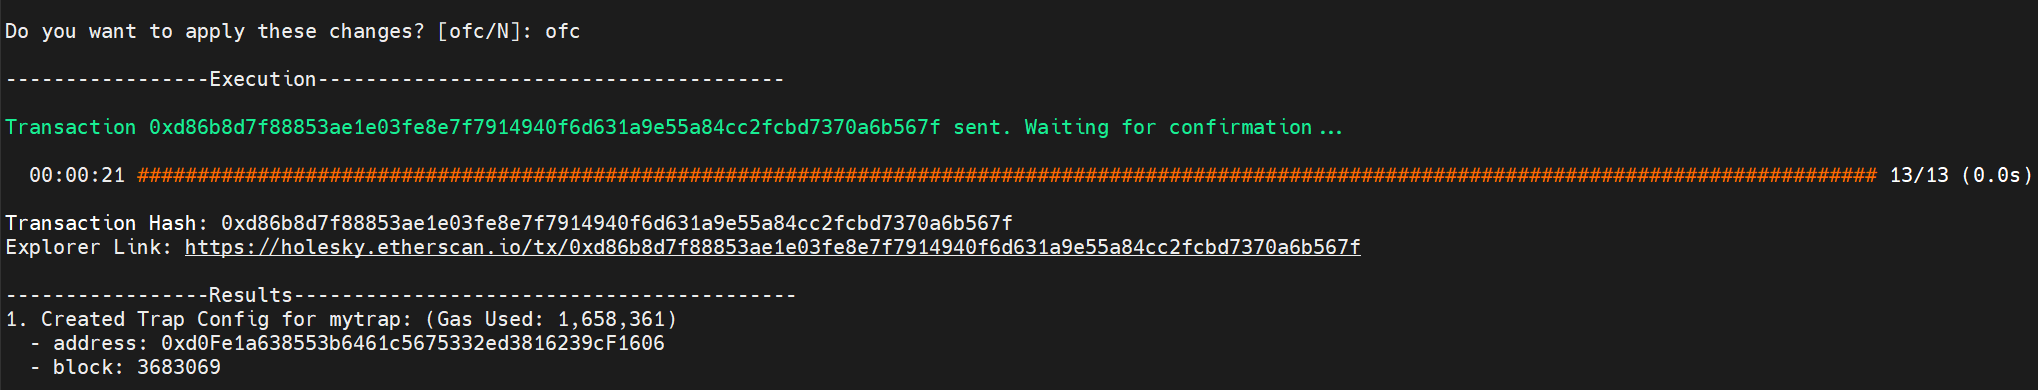 Do you want to apply these changes? [ofc/N]: ofc
-----------------Execution---------------------------------------
Transaction 0xd86b8d7f88853ae1e03fe8e7f7914940f6d631a9e55a84cc2fcbd7370a6b567f sent. Waiting for confirmation...
00:00:21 ################################################################################################################################################# 13/13 (0.0s)
Transaction Hash: 0xd86b8d7f88853ae1e03fe8e7f7914940f6d631a9e55a84cc2fcbd7370a6b567f
Explorer Link: https://holesky.etherscan.io/tx/0xd86b8d7f88853ae1e03fe8e7f7914940f6d631a9e55a84cc2fcbd7370a6b567f
-----------------Results------------------------------------------
1. Created Trap Config for mytrap: (Gas Used: 1,658,361)
- address: 0xd0Fe1a638553b6461c5675332ed3816239cF1606
- block: 3683069